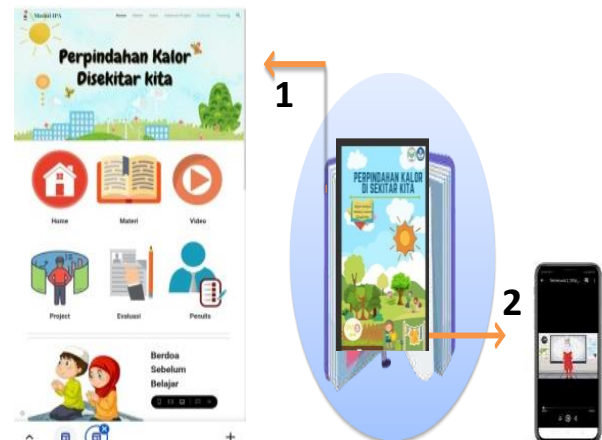 Modul IPA
Home
Perpindahan Kalor
Disekitar kita
Home
Materi
Video
Project
Evaluasi
Penulis
Berdoa
Sebelum
Belajar
1
PERPINDAHAN KALOR
DI SEKITAR KITA
2